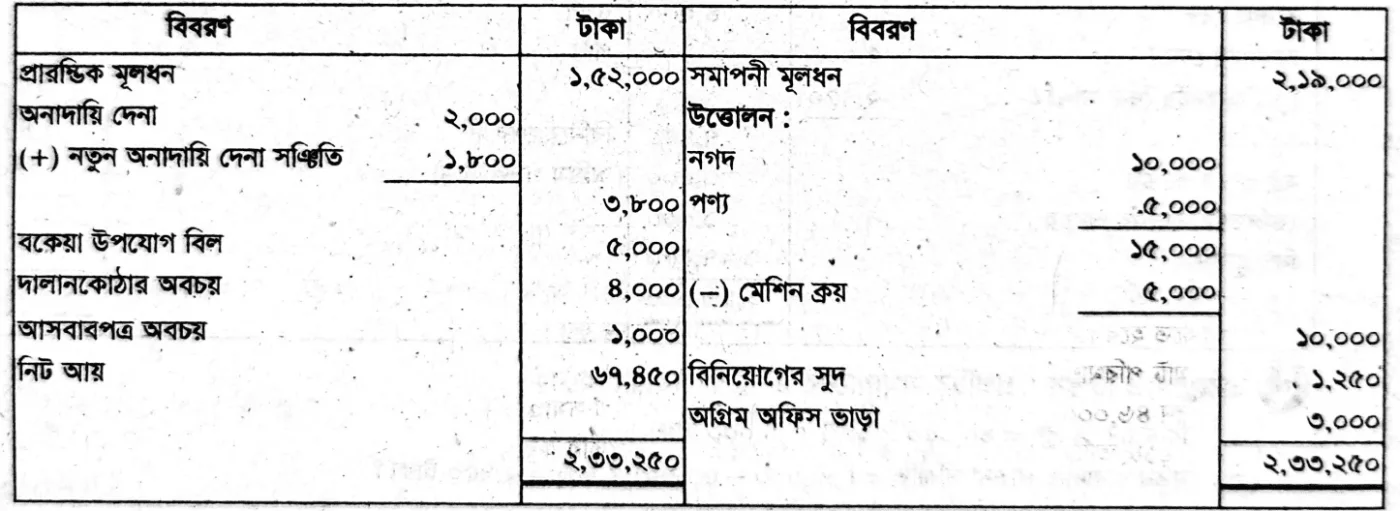 বিবরণ টাকা বিবরণ টাকা
প্রারম্ভিক মূলধন ১,৫২,০০০ সমাপনী মূলধন ২,১৯,০০০
অনাদায়ি দেনা ২,০০০ উত্তোলন :
(+) নতুন অনাদায়ি দেনা সঞ্চিতি ১,৮০০ নগদ ১০,০০০
৩,৮০০ পণ্য ৫,০০০
বকেয়া উপযোগ বিল ৫,০০০ ১৫,০০০
দালানকোঠার অবচয় ৪,০০০ (–) মেশিন ক্রয় ৫,০০০
আসবাবপত্র অবচয় ১,০০০ ১০,০০০
নিট আয় ৬৭,৪৫০ বিনিয়োগের সুদ ১,২৫০
অগ্রিম অফিস ভাড়া ৩,০০০
২,৩৩,২৫০ ২,৩৩,২৫০